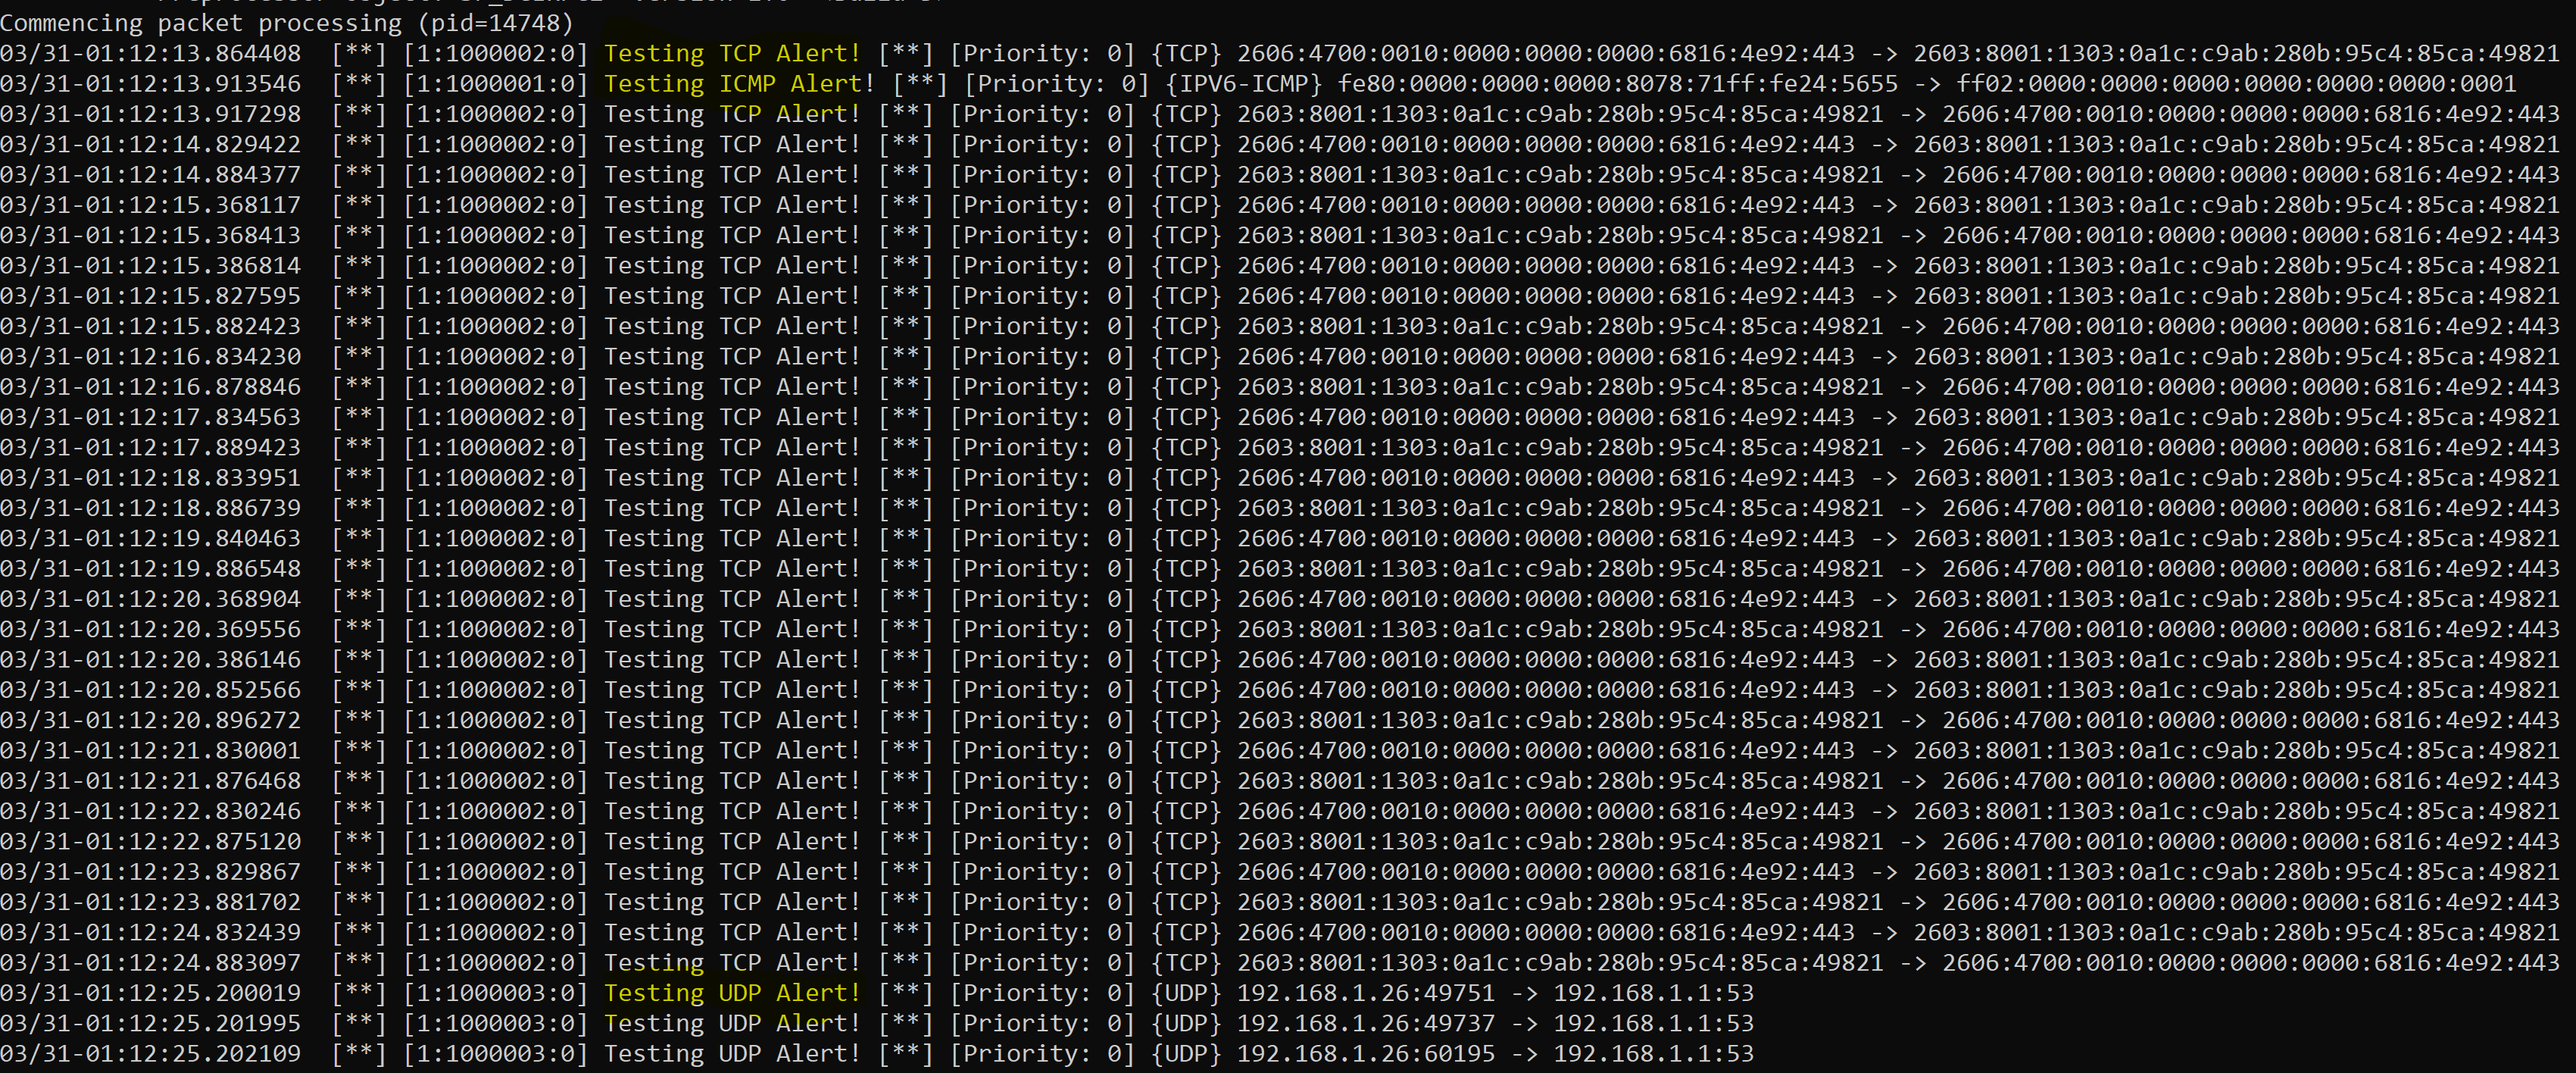 Commencing packet processing (pid=14748)
03/31-01:12:13.864408  [**] [1:1000002:0] Testing TCP Alert! [**] [Priority: 0] {TCP} 2606:4700:0010:0000:0000:0000:6816:4e92:443 -> 2603:8001:1303:0a1c:c9ab:280b:95c4:85ca:49821
03/31-01:12:13.913546  [**] [1:1000001:0] Testing ICMP Alert! [**] [Priority: 0] {IPV6-ICMP} fe80:0000:0000:0000:8078:71ff:fe24:5655 -> ff02:0000:0000:0000:0000:0000:0000:0001
03/31-01:12:13.917298  [**] [1:1000002:0] Testing TCP Alert! [**] [Priority: 0] {TCP} 2603:8001:1303:0a1c:c9ab:280b:95c4:85ca:49821 -> 2606:4700:0010:0000:0000:0000:6816:4e92:443
03/31-01:12:14.829422  [**] [1:1000002:0] Testing TCP Alert! [**] [Priority: 0] {TCP} 2606:4700:0010:0000:0000:0000:6816:4e92:443 -> 2603:8001:1303:0a1c:c9ab:280b:95c4:85ca:49821
03/31-01:12:14.884377  [**] [1:1000002:0] Testing TCP Alert! [**] [Priority: 0] {TCP} 2603:8001:1303:0a1c:c9ab:280b:95c4:85ca:49821 -> 2606:4700:0010:0000:0000:0000:6816:4e92:443
03/31-01:12:15.368117  [**] [1:1000002:0] Testing TCP Alert! [**] [Priority: 0] {TCP} 2606:4700:0010:0000:0000:0000:6816:4e92:443 -> 2603:8001:1303:0a1c:c9ab:280b:95c4:85ca:49821
03/31-01:12:15.368413  [**] [1:1000002:0] Testing TCP Alert! [**] [Priority: 0] {TCP} 2603:8001:1303:0a1c:c9ab:280b:95c4:85ca:49821 -> 2606:4700:0010:0000:0000:0000:6816:4e92:443
03/31-01:12:15.386814  [**] [1:1000002:0] Testing TCP Alert! [**] [Priority: 0] {TCP} 2606:4700:0010:0000:0000:0000:6816:4e92:443 -> 2603:8001:1303:0a1c:c9ab:280b:95c4:85ca:49821
03/31-01:12:15.827595  [**] [1:1000002:0] Testing TCP Alert! [**] [Priority: 0] {TCP} 2606:4700:0010:0000:0000:0000:6816:4e92:443 -> 2603:8001:1303:0a1c:c9ab:280b:95c4:85ca:49821
03/31-01:12:15.882423  [**] [1:1000002:0] Testing TCP Alert! [**] [Priority: 0] {TCP} 2603:8001:1303:0a1c:c9ab:280b:95c4:85ca:49821 -> 2606:4700:0010:0000:0000:0000:6816:4e92:443
03/31-01:12:16.834230  [**] [1:1000002:0] Testing TCP Alert! [**] [Priority: 0] {TCP} 2606:4700:0010:0000:0000:0000:6816:4e92:443 -> 2603:8001:1303:0a1c:c9ab:280b:95c4:85ca:49821
03/31-01:12:16.878846  [**] [1:1000002:0] Testing TCP Alert! [**] [Priority: 0] {TCP} 2603:8001:1303:0a1c:c9ab:280b:95c4:85ca:49821 -> 2606:4700:0010:0000:0000:0000:6816:4e92:443
03/31-01:12:17.834563  [**] [1:1000002:0] Testing TCP Alert! [**] [Priority: 0] {TCP} 2606:4700:0010:0000:0000:0000:6816:4e92:443 -> 2603:8001:1303:0a1c:c9ab:280b:95c4:85ca:49821
03/31-01:12:17.889423  [**] [1:1000002:0] Testing TCP Alert! [**] [Priority: 0] {TCP} 2603:8001:1303:0a1c:c9ab:280b:95c4:85ca:49821 -> 2606:4700:0010:0000:0000:0000:6816:4e92:443
03/31-01:12:18.833951  [**] [1:1000002:0] Testing TCP Alert! [**] [Priority: 0] {TCP} 2606:4700:0010:0000:0000:0000:6816:4e92:443 -> 2603:8001:1303:0a1c:c9ab:280b:95c4:85ca:49821
03/31-01:12:18.886739  [**] [1:1000002:0] Testing TCP Alert! [**] [Priority: 0] {TCP} 2603:8001:1303:0a1c:c9ab:280b:95c4:85ca:49821 -> 2606:4700:0010:0000:0000:0000:6816:4e92:443
03/31-01:12:19.840463  [**] [1:1000002:0] Testing TCP Alert! [**] [Priority: 0] {TCP} 2606:4700:0010:0000:0000:0000:6816:4e92:443 -> 2603:8001:1303:0a1c:c9ab:280b:95c4:85ca:49821
03/31-01:12:19.886548  [**] [1:1000002:0] Testing TCP Alert! [**] [Priority: 0] {TCP} 2603:8001:1303:0a1c:c9ab:280b:95c4:85ca:49821 -> 2606:4700:0010:0000:0000:0000:6816:4e92:443
03/31-01:12:20.368904  [**] [1:1000002:0] Testing TCP Alert! [**] [Priority: 0] {TCP} 2606:4700:0010:0000:0000:0000:6816:4e92:443 -> 2603:8001:1303:0a1c:c9ab:280b:95c4:85ca:49821
03/31-01:12:20.369556  [**] [1:1000002:0] Testing TCP Alert! [**] [Priority: 0] {TCP} 2603:8001:1303:0a1c:c9ab:280b:95c4:85ca:49821 -> 2606:4700:0010:0000:0000:0000:6816:4e92:443
03/31-01:12:20.386146  [**] [1:1000002:0] Testing TCP Alert! [**] [Priority: 0] {TCP} 2606:4700:0010:0000:0000:0000:6816:4e92:443 -> 2603:8001:1303:0a1c:c9ab:280b:95c4:85ca:49821
03/31-01:12:20.852566  [**] [1:1000002:0] Testing TCP Alert! [**] [Priority: 0] {TCP} 2606:4700:0010:0000:0000:0000:6816:4e92:443 -> 2603:8001:1303:0a1c:c9ab:280b:95c4:85ca:49821
03/31-01:12:20.896272  [**] [1:1000002:0] Testing TCP Alert! [**] [Priority: 0] {TCP} 2603:8001:1303:0a1c:c9ab:280b:95c4:85ca:49821 -> 2606:4700:0010:0000:0000:0000:6816:4e92:443
03/31-01:12:21.830001  [**] [1:1000002:0] Testing TCP Alert! [**] [Priority: 0] {TCP} 2606:4700:0010:0000:0000:0000:6816:4e92:443 -> 2603:8001:1303:0a1c:c9ab:280b:95c4:85ca:49821
03/31-01:12:21.876468  [**] [1:1000002:0] Testing TCP Alert! [**] [Priority: 0] {TCP} 2603:8001:1303:0a1c:c9ab:280b:95c4:85ca:49821 -> 2606:4700:0010:0000:0000:0000:6816:4e92:443
03/31-01:12:22.830246  [**] [1:1000002:0] Testing TCP Alert! [**] [Priority: 0] {TCP} 2606:4700:0010:0000:0000:0000:6816:4e92:443 -> 2603:8001:1303:0a1c:c9ab:280b:95c4:85ca:49821
03/31-01:12:22.875120  [**] [1:1000002:0] Testing TCP Alert! [**] [Priority: 0] {TCP} 2603:8001:1303:0a1c:c9ab:280b:95c4:85ca:49821 -> 2606:4700:0010:0000:0000:0000:6816:4e92:443
03/31-01:12:23.829867  [**] [1:1000002:0] Testing TCP Alert! [**] [Priority: 0] {TCP} 2606:4700:0010:0000:0000:0000:6816:4e92:443 -> 2603:8001:1303:0a1c:c9ab:280b:95c4:85ca:49821
03/31-01:12:23.881702  [**] [1:1000002:0] Testing TCP Alert! [**] [Priority: 0] {TCP} 2603:8001:1303:0a1c:c9ab:280b:95c4:85ca:49821 -> 2606:4700:0010:0000:0000:0000:6816:4e92:443
03/31-01:12:24.832439  [**] [1:1000002:0] Testing TCP Alert! [**] [Priority: 0] {TCP} 2606:4700:0010:0000:0000:0000:6816:4e92:443 -> 2603:8001:1303:0a1c:c9ab:280b:95c4:85ca:49821
03/31-01:12:24.883097  [**] [1:1000002:0] Testing TCP Alert! [**] [Priority: 0] {TCP} 2603:8001:1303:0a1c:c9ab:280b:95c4:85ca:49821 -> 2606:4700:0010:0000:0000:0000:6816:4e92:443
03/31-01:12:25.200019  [**] [1:1000003:0] Testing UDP Alert! [**] [Priority: 0] {UDP} 192.168.1.26:49751 -> 192.168.1.1:53
03/31-01:12:25.201995  [**] [1:1000003:0] Testing UDP Alert! [**] [Priority: 0] {UDP} 192.168.1.26:49737 -> 192.168.1.1:53
03/31-01:12:25.202109  [**] [1:1000003:0] Testing UDP Alert! [**] [Priority: 0] {UDP} 192.168.1.26:60195 -> 192.168.1.1:53